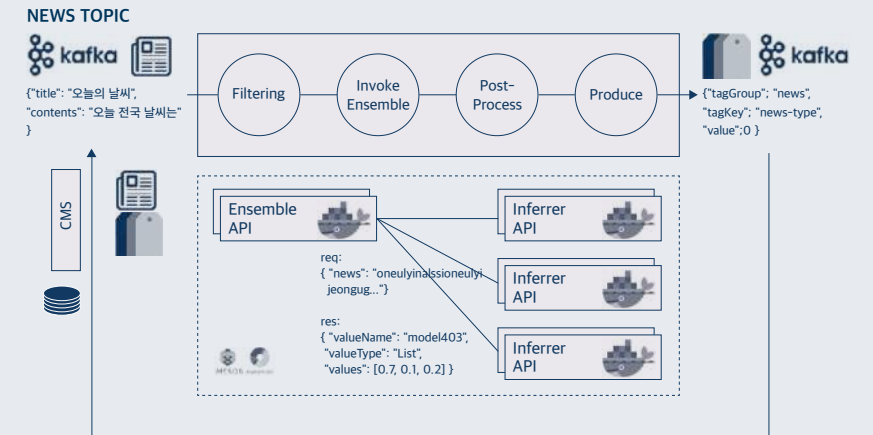 NEWS TOPIC
kafka
{"title": "오늘의 날씨",
"contents": "오늘 전국 날씨는"
}
Filtering
Invoke
Ensemble
Post-
Process
Produce
kafka
{"tagGroup"; "news",
"tagKey"; "news-type",
"value";0 }
CMS
Ensemble
API
req:
{ "news": "oneulyinalssioneulyi
jeongug..."}
res:
{ "valueName": "model403",
"valueType": "List",
"values": [0.7, 0.1, 0.2] }
Inferrer
API
Inferrer
API
Inferrer
API
MESOS